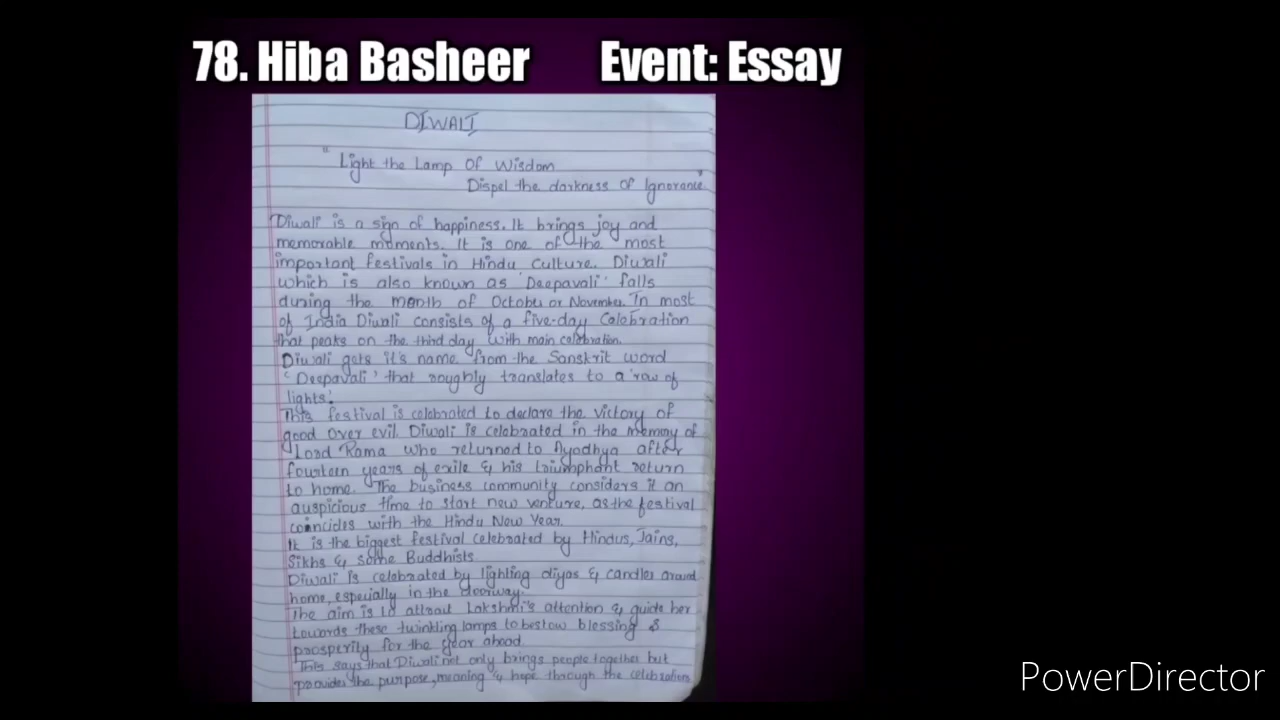 78. Hiba Basheer Event: Essay
DIWALI
" Light the Lamp Of Wisdom
Dispel the darkness of Ignorance"
Diwali is a sign of happiness. It brings joy and
memorable moments. It is one of the most
important festivals in Hindu Culture. Diwali
which is also known as 'Deepavali' falls
during the month of October or November. In most
of India Diwali consists of a five-day Calebration
that peaks on the third day with main celebration.
Diwali gets it's name from the Sanskrit word
'Deepavali' that roughly translates to a 'row of
lights'.
This festival is celebrated to declare the victory of
good over evil. Diwali is celebrated in the memory of
Lord Rama who returned to Ayodhya after
fourteen years of exile & his triumphant return
to home. The business community considers it an
auspicious time to start new venture, as the festival
coincides with the Hindu New Year.
It is the biggest festival celebrated by Hindus, Jains,
Sikhs & some Buddhists.
Diwali is celebrated by lighting diyas & candles around
home, especially in the doorway.
The aim is to attract Lakshmi's attention & guide her
towards these twinkling lamps to bestow blessing &
prosperity for the year ahead.
This says that Diwali not only brings people together but
provides the purpose, meaning & hope through the celebrations
PowerDirector